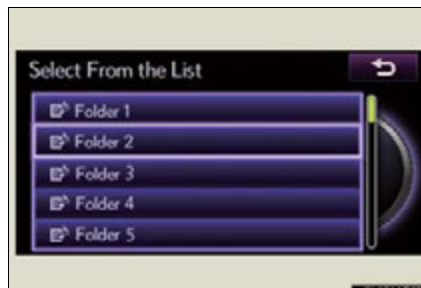 Select From the List
Folder 1
Folder 2
Folder 3
Folder 4
Folder 5